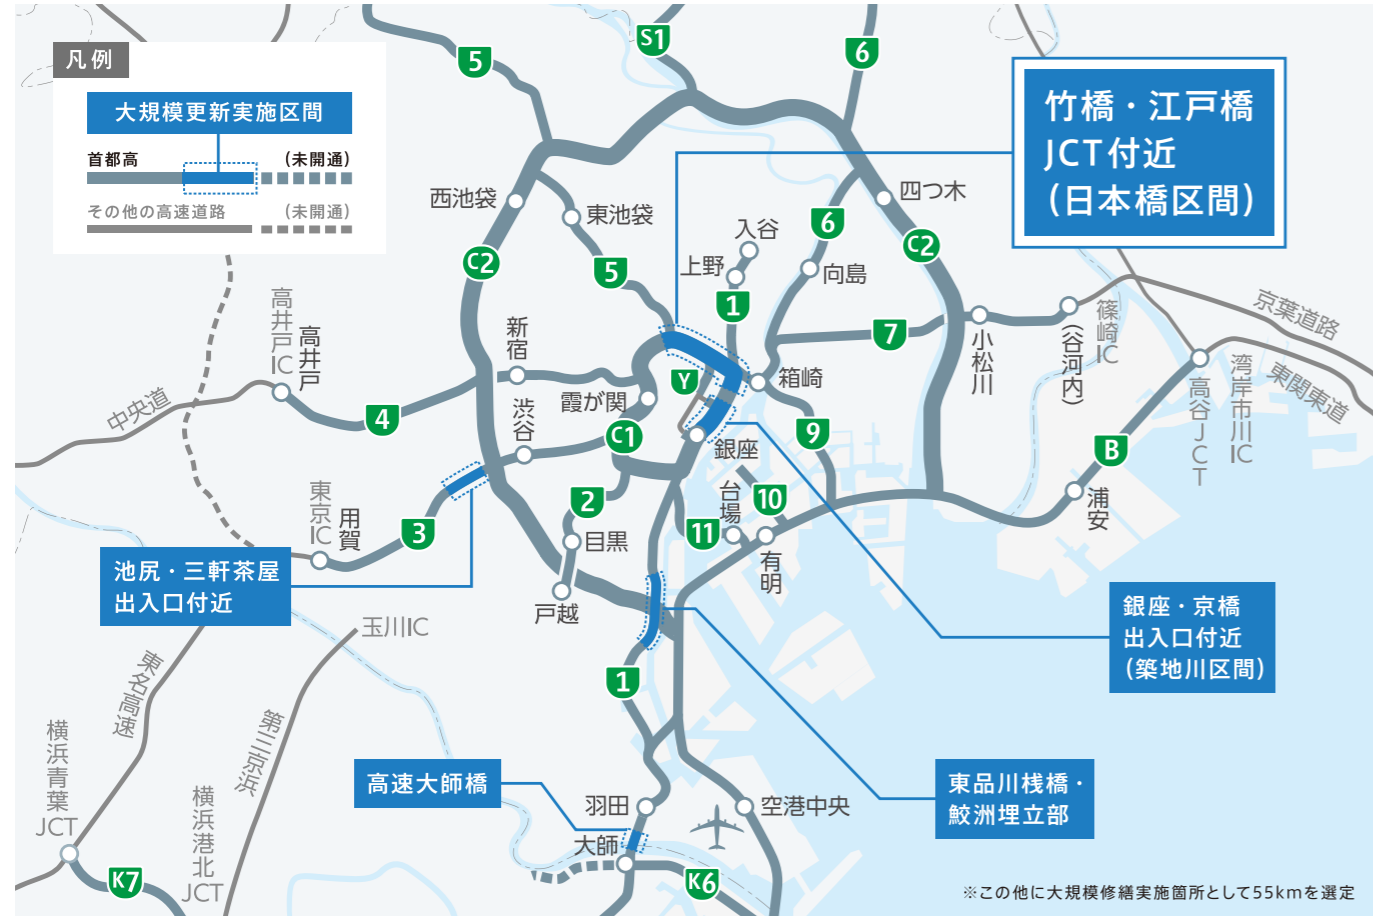 凡例
大規模更新実施区間
首都高
(未開通)
その他の高速道路
(未開通)
5
S1
6
竹橋・江戸橋
JCT付近
(日本橋区間)
西池袋
東池袋
四つ木
入谷
上野
6
C2
C2
5
向島
1
7
高井戸IC
高井戸
新宿
小松川
(谷河内)
篠崎IC
京葉道路
東関東道
湾岸市川IC
高谷JCT
中央道
4
渋谷
霞が関
Y
箱崎
C1
9
銀座
B
浦安
東京IC
用賀
3
2
目黒
台場
10
11
有明
戸越
池尻・三軒茶屋
出入口付近
銀座・京橋
出入口付近
(築地川区間)
玉川IC
東名高速
第三京浜
1
横浜青葉JCT
横浜港北JCT
高速大師橋
東品川桟橋・
鮫洲埋立部
羽田
空港中央
大師
K7
K6
※この他に大規模修繕実施箇所として55kmを選定